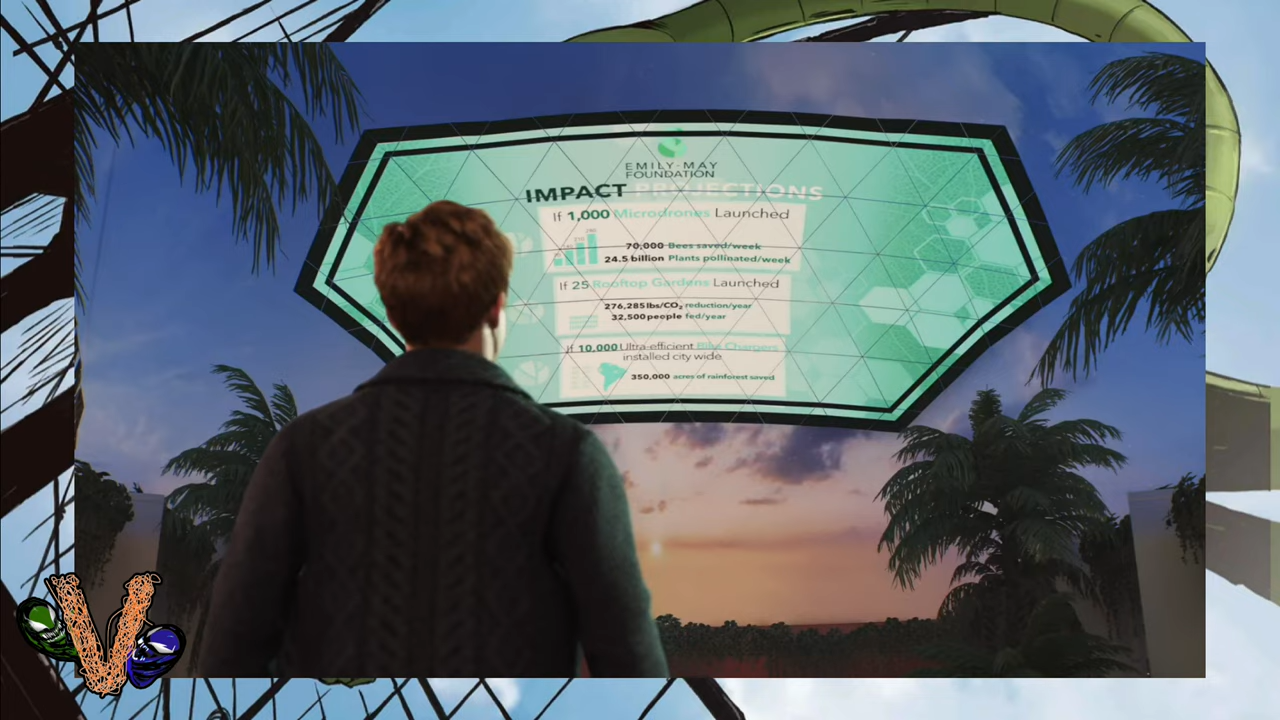 EMILY-MAY
FOUNDATION
IMPACT PROJECTIONS
If 1,000 Microdrones Launched
70,000 Bees saved/week
24.5 billion Plants pollinated/week
If 25 Rooftop Gardens Launched
276,285 lbs/CO₂ reduction/year
32,500 people fed/year
If 10,000 Ultra-efficient Bike Chargers
installed city wide
350,000 acres of rainforest saved
V